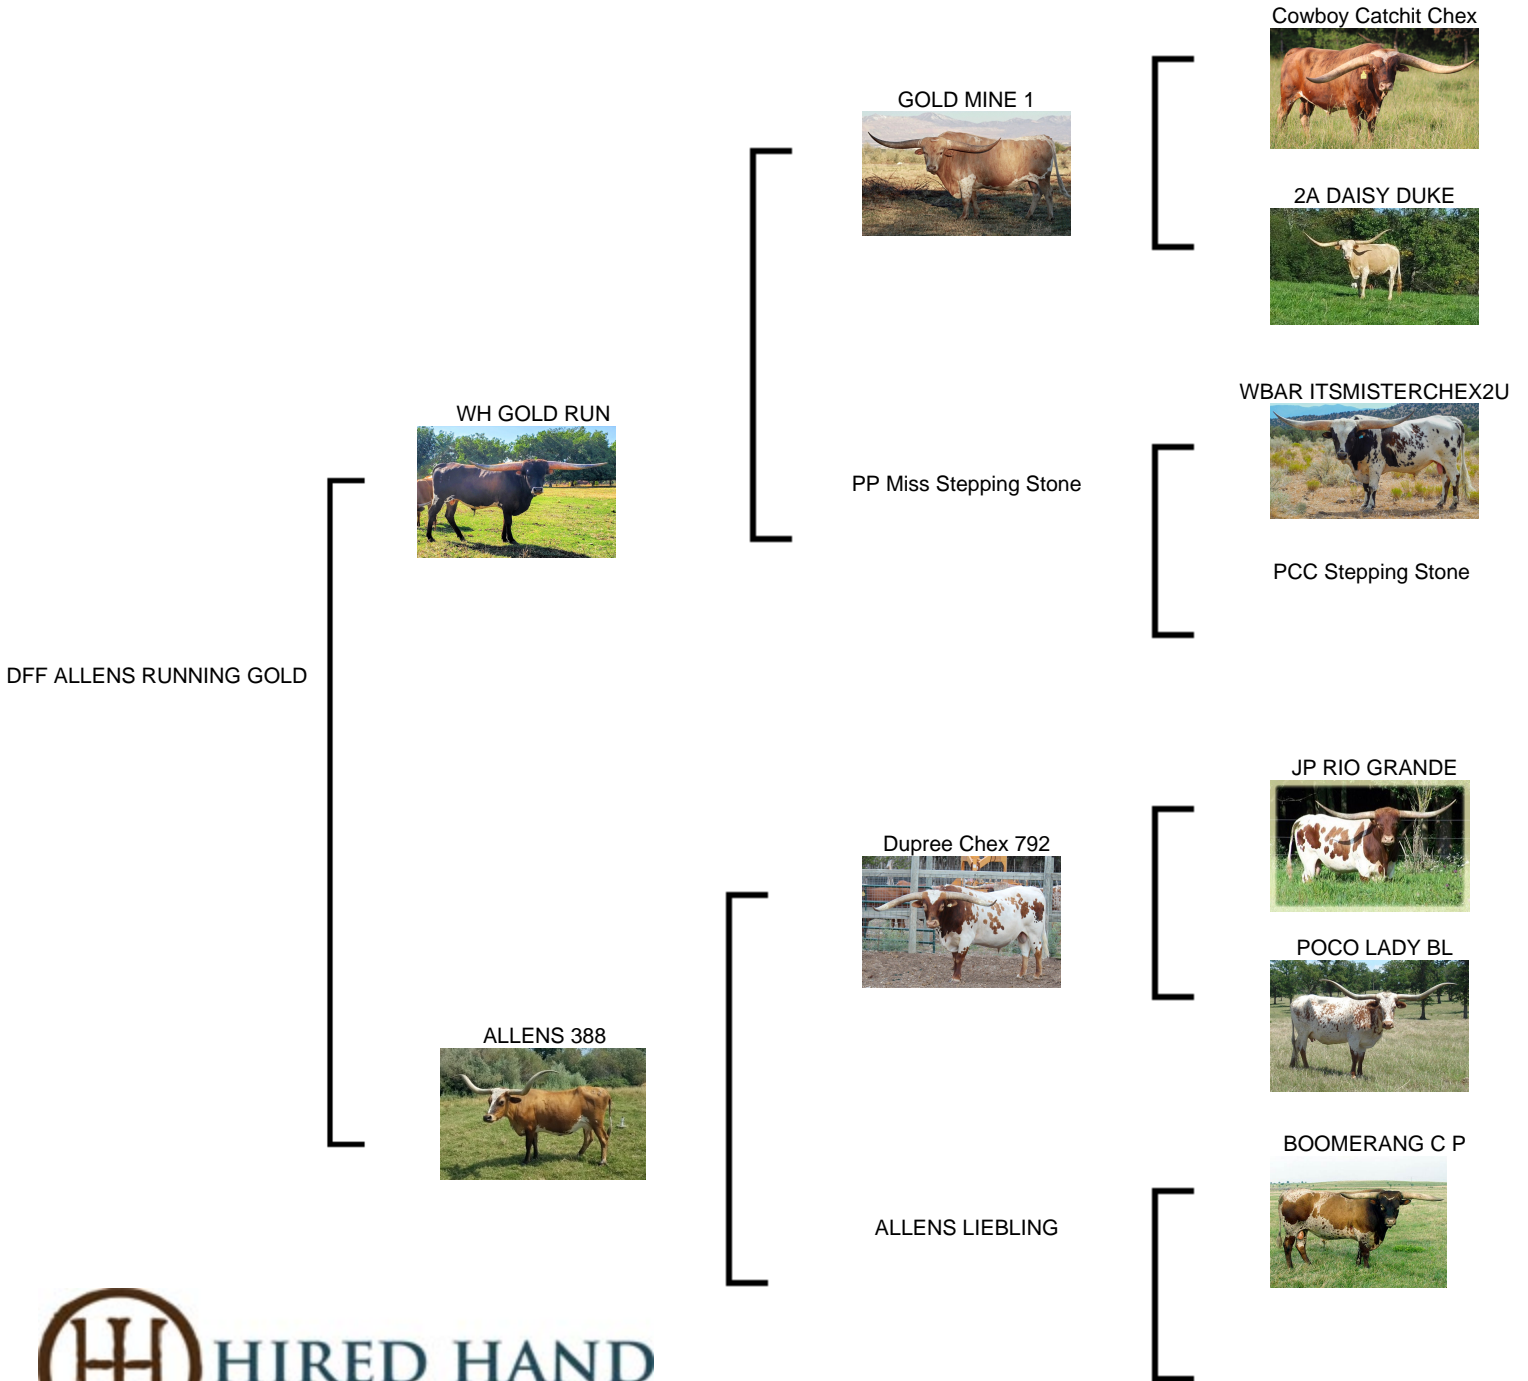 Cowboy Catchit Chex
GOLD MINE 1
2A DAISY DUKE
WH GOLD RUN
WBAR ITSMISTERCHEX2U
PP Miss Stepping Stone
PCC Stepping Stone
DFF ALLENS RUNNING GOLD
JP RIO GRANDE
Dupree Chex 792
POCO LADY BL
ALLENS 388
BOOMERANG C P
ALLENS LIEBLING
HIRED HAND